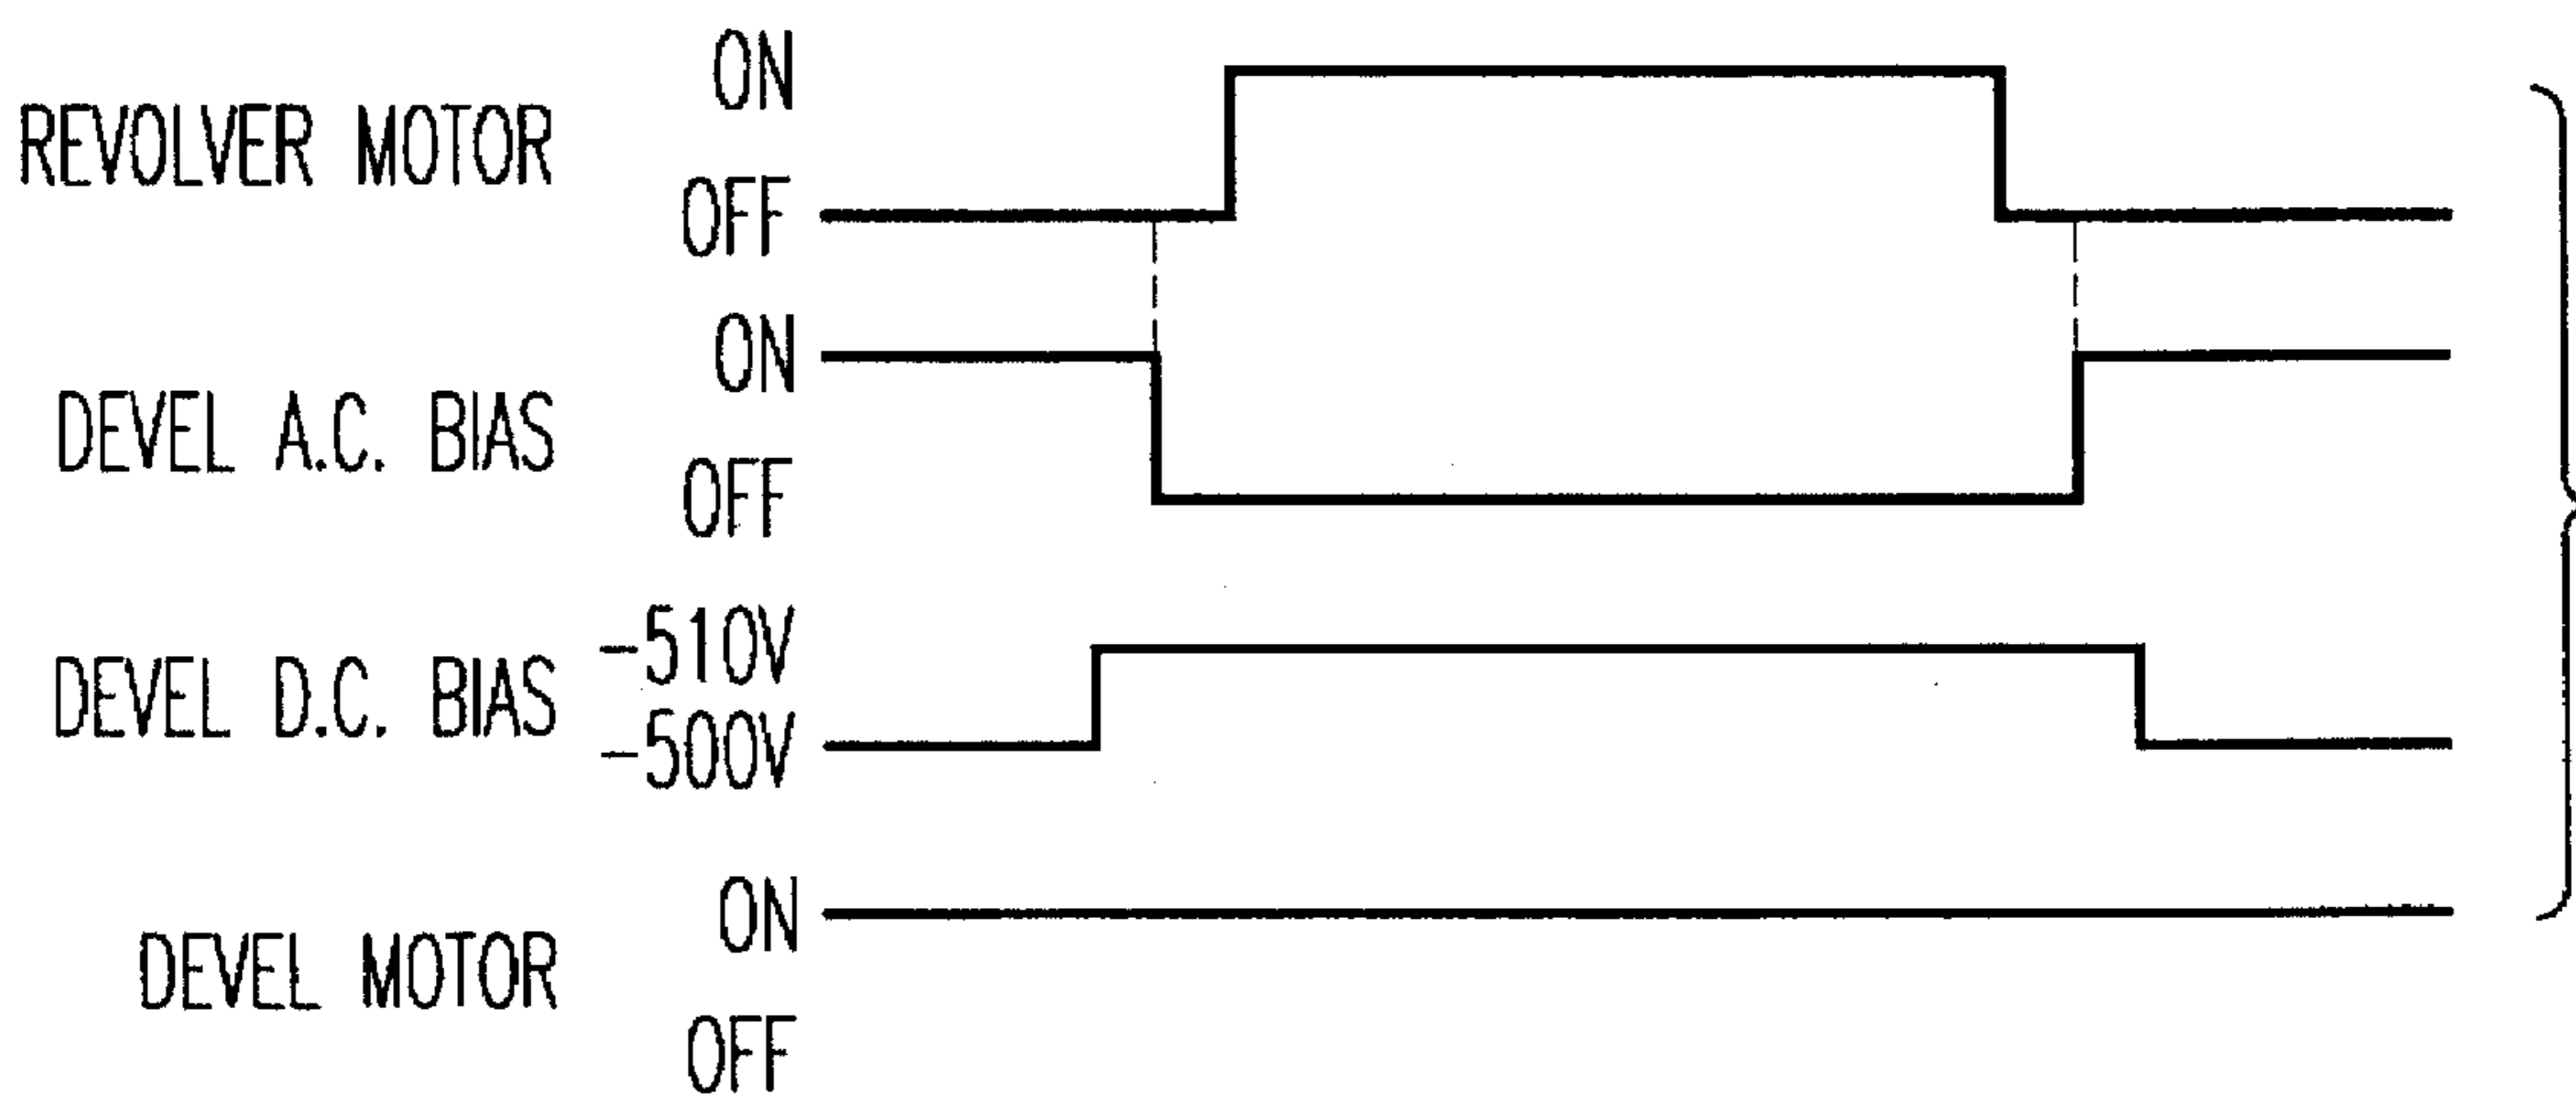 ON
REVOLVER MOTOR
OFF
ON
DEVEL A.C. BIAS
OFF
-510V
DEVEL D.C. BIAS
-500V
ON
DEVEL MOTOR
OFF